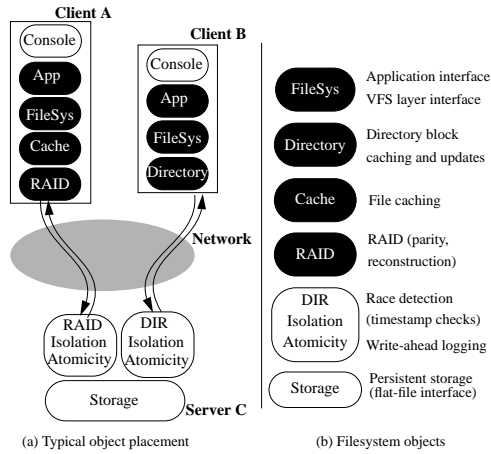 Client A
Console
App
FileSys
Cache
RAID
Client B
Console
App
FileSys
Directory
Network
RAID
Isolation
Atomicity
DIR
Isolation
Atomicity
Storage
Server C
(a) Typical object placement
FileSys
Application interface
VFS layer interface
Directory
Directory block
caching and updates
Cache
File caching
RAID
RAID (parity,
reconstruction)
DIR
Isolation
Atomicity
Race detection
(timestamp checks)
Write-ahead logging
Storage
Persistent storage
(flat-file interface)
(b) Filesystem objects